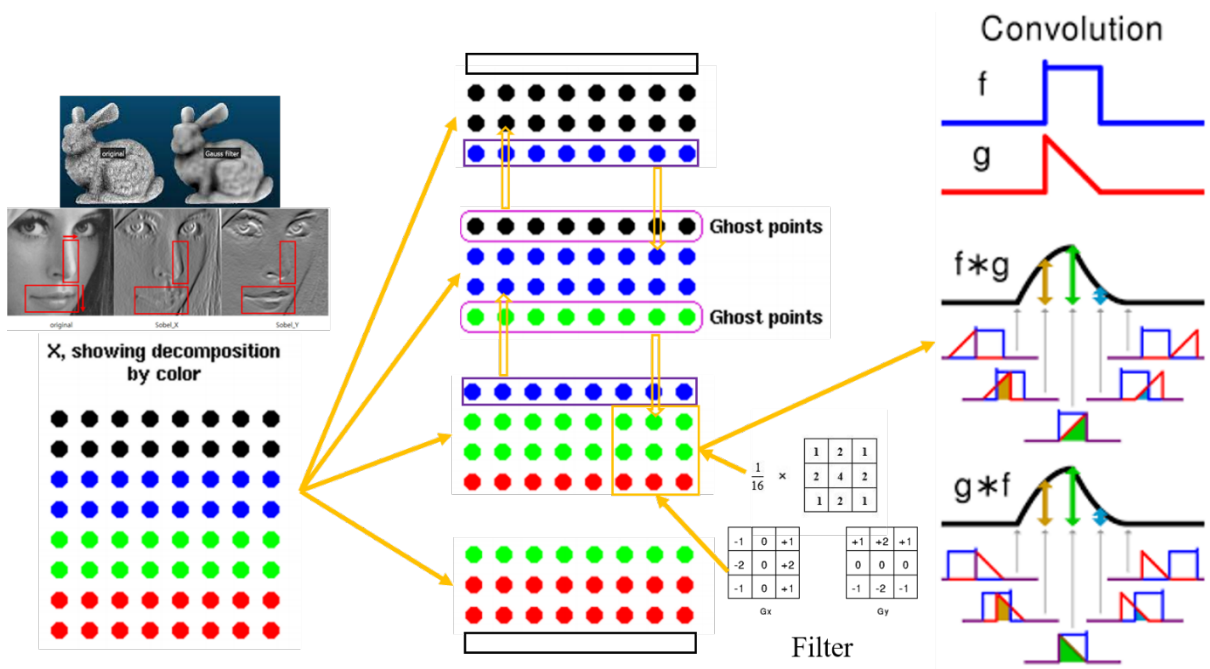 original
Gauss filter
original
Sobel_X
Sobel_Y
X, showing decomposition
by color
Ghost points
Ghost points
1/16 ×
1 2 1
2 4 2
1 2 1
-1 0 +1
-2 0 +2
-1 0 +1
Gx
+1 +2 +1
0 0 0
-1 -2 -1
Gy
Filter
Convolution
f
g
f∗g
g∗f